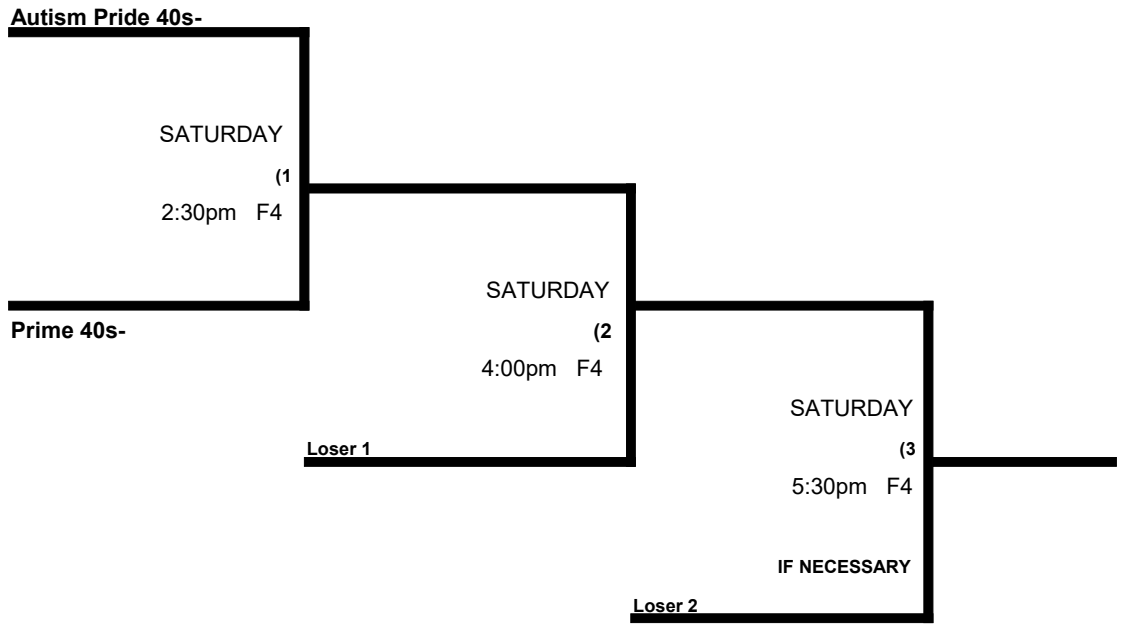 Autism Pride 40s-
SATURDAY
(1
2:30pm F4
Prime 40s-
SATURDAY
(2
4:00pm F4
Loser 1
SATURDAY
(3
5:30pm F4
IF NECESSARY
Loser 2